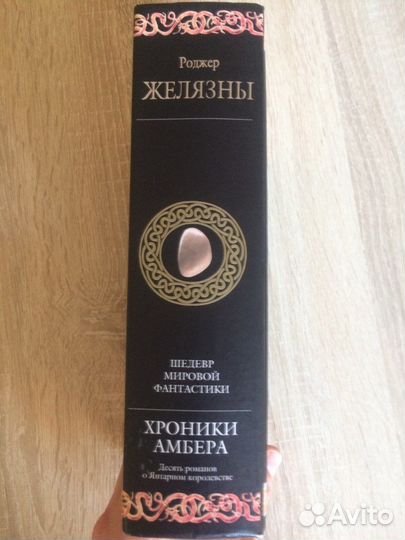 Роджер
ЖЕЛЯЗНЫ
ШЕДЕВР
МИРОВОЙ
ФАНТАСТИКИ
ХРОНИКИ
АМБЕРА
Десять романов
о Янтарном королевстве
Avito